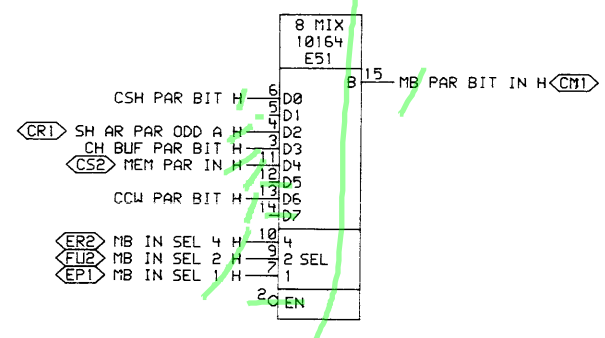 8 MIX
10164
E51
B 15 MB PAR BIT IN H CM1
CSH PAR BIT H 6 D0
5 D1
CR1 SH AR PAR ODD A H 4 D2
CH BUF PAR BIT H 3 D3
CS2 MEM PAR IN H 11 D4
12 D5
CCW PAR BIT H 13 D6
14 D7
ER2 MB IN SEL 4 H 10 4
FU2 MB IN SEL 2 H 9 2 SEL
EP1 MB IN SEL 1 H 7 1
2 EN